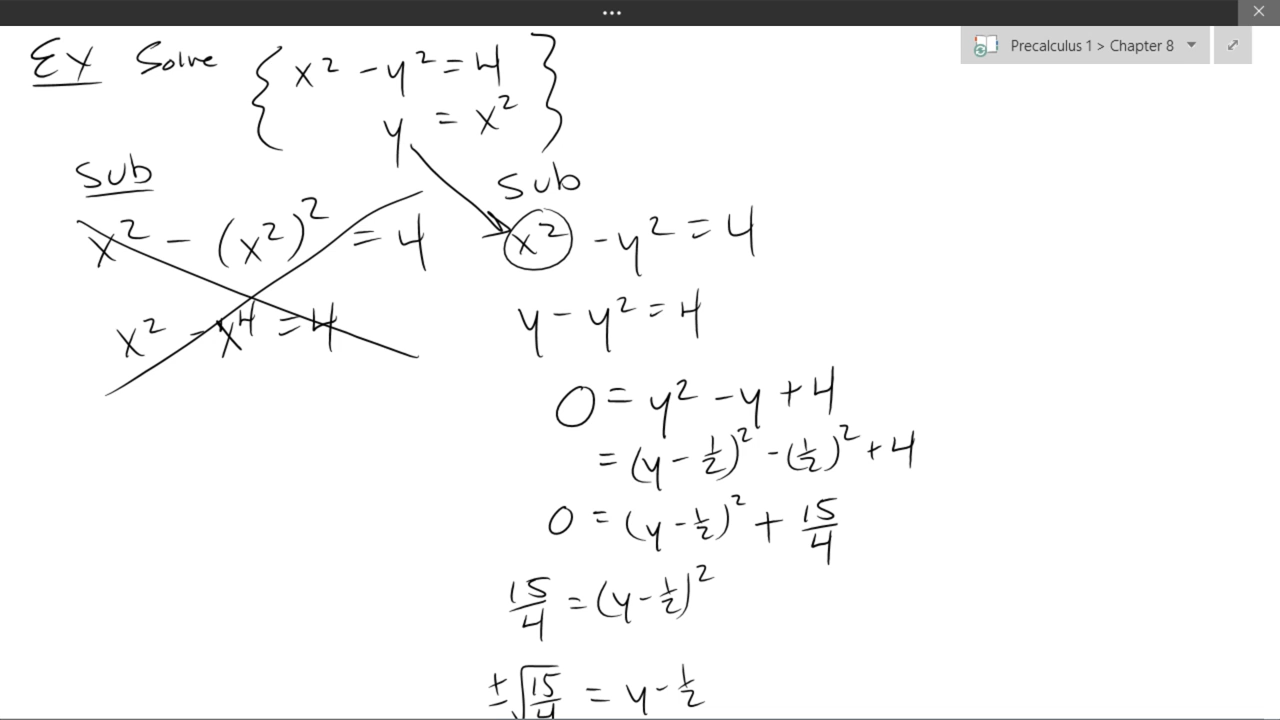 ...
Precalculus 1 > Chapter 8
EX Solve { x² - y² = 4
y = x² }
Sub
x² - (x²)² = 4
x² - x⁴ = 4
Sub
x² - y² = 4
y - y² = 4
0 = y² - y + 4
= (y - 1/2)² - (1/2)² + 4
0 = (y - 1/2)² + 15/4
15/4 = (y - 1/2)²
±√15/4 = y - 1/2